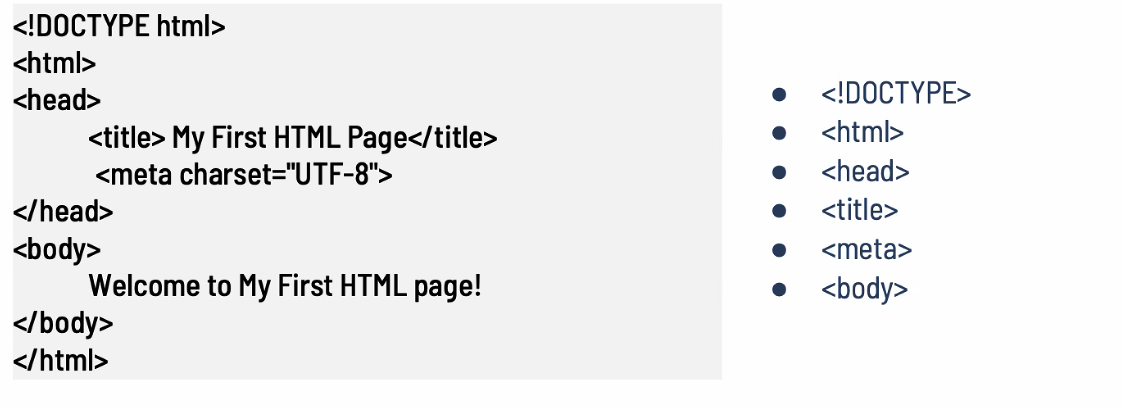 <!DOCTYPE html>
<html>
<head>
<title> My First HTML Page</title>
<meta charset="UTF-8">
</head>
<body>
Welcome to My First HTML page!
</body>
</html>
● <!DOCTYPE>
● <html>
● <head>
● <title>
● <meta>
● <body>